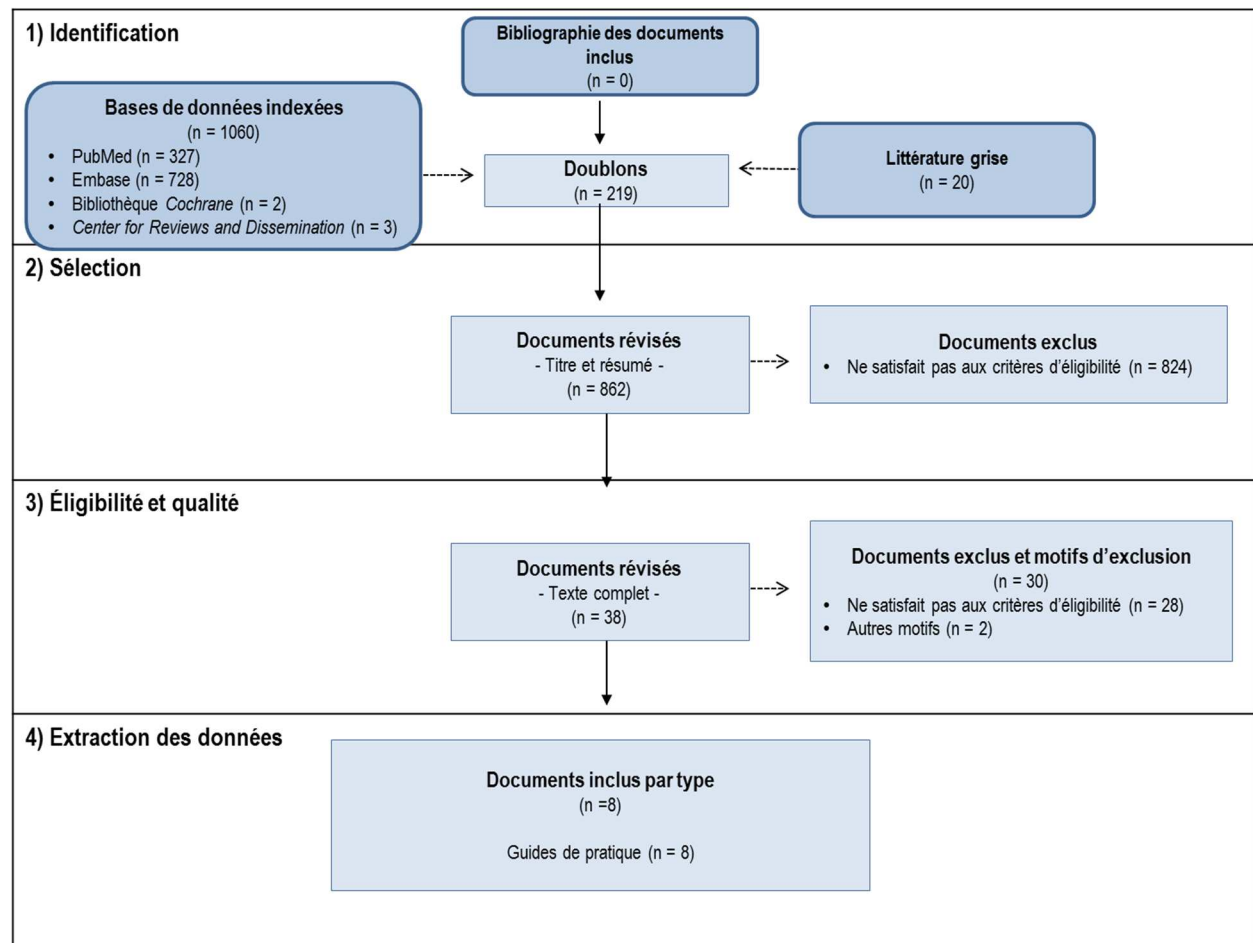 1) Identification
Bibliographie des documents
inclus
(n = 0)
Bases de données indexées
(n = 1060)
• PubMed (n = 327)
• Embase (n = 728)
• Bibliothèque Cochrane (n = 2)
• Center for Reviews and Dissemination (n = 3)
Doublons
(n = 219)
Littérature grise
(n = 20)
2) Sélection
Documents révisés
- Titre et résumé -
(n = 862)
Documents exclus
• Ne satisfait pas aux critères d’éligibilité (n = 824)
3) Éligibilité et qualité
Documents révisés
- Texte complet -
(n = 38)
Documents exclus et motifs d’exclusion
(n = 30)
• Ne satisfait pas aux critères d’éligibilité (n = 28)
• Autres motifs (n = 2)
4) Extraction des données
Documents inclus par type
(n =8)
Guides de pratique (n = 8)